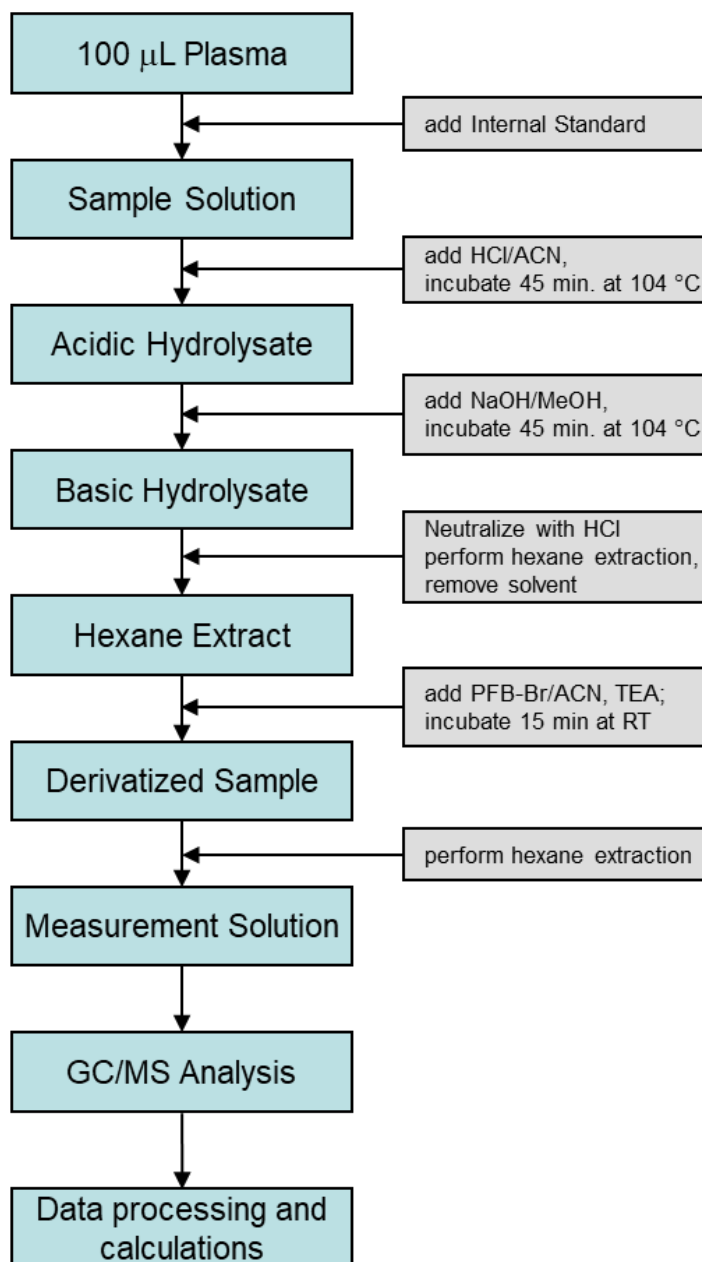 100 μL Plasma
add Internal Standard
Sample Solution
add HCl/ACN,
incubate 45 min. at 104 °C
Acidic Hydrolysate
add NaOH/MeOH,
incubate 45 min. at 104 °C
Basic Hydrolysate
Neutralize with HCl
perform hexane extraction,
remove solvent
Hexane Extract
add PFB-Br/ACN, TEA;
incubate 15 min at RT
Derivatized Sample
perform hexane extraction
Measurement Solution
GC/MS Analysis
Data processing and
calculations